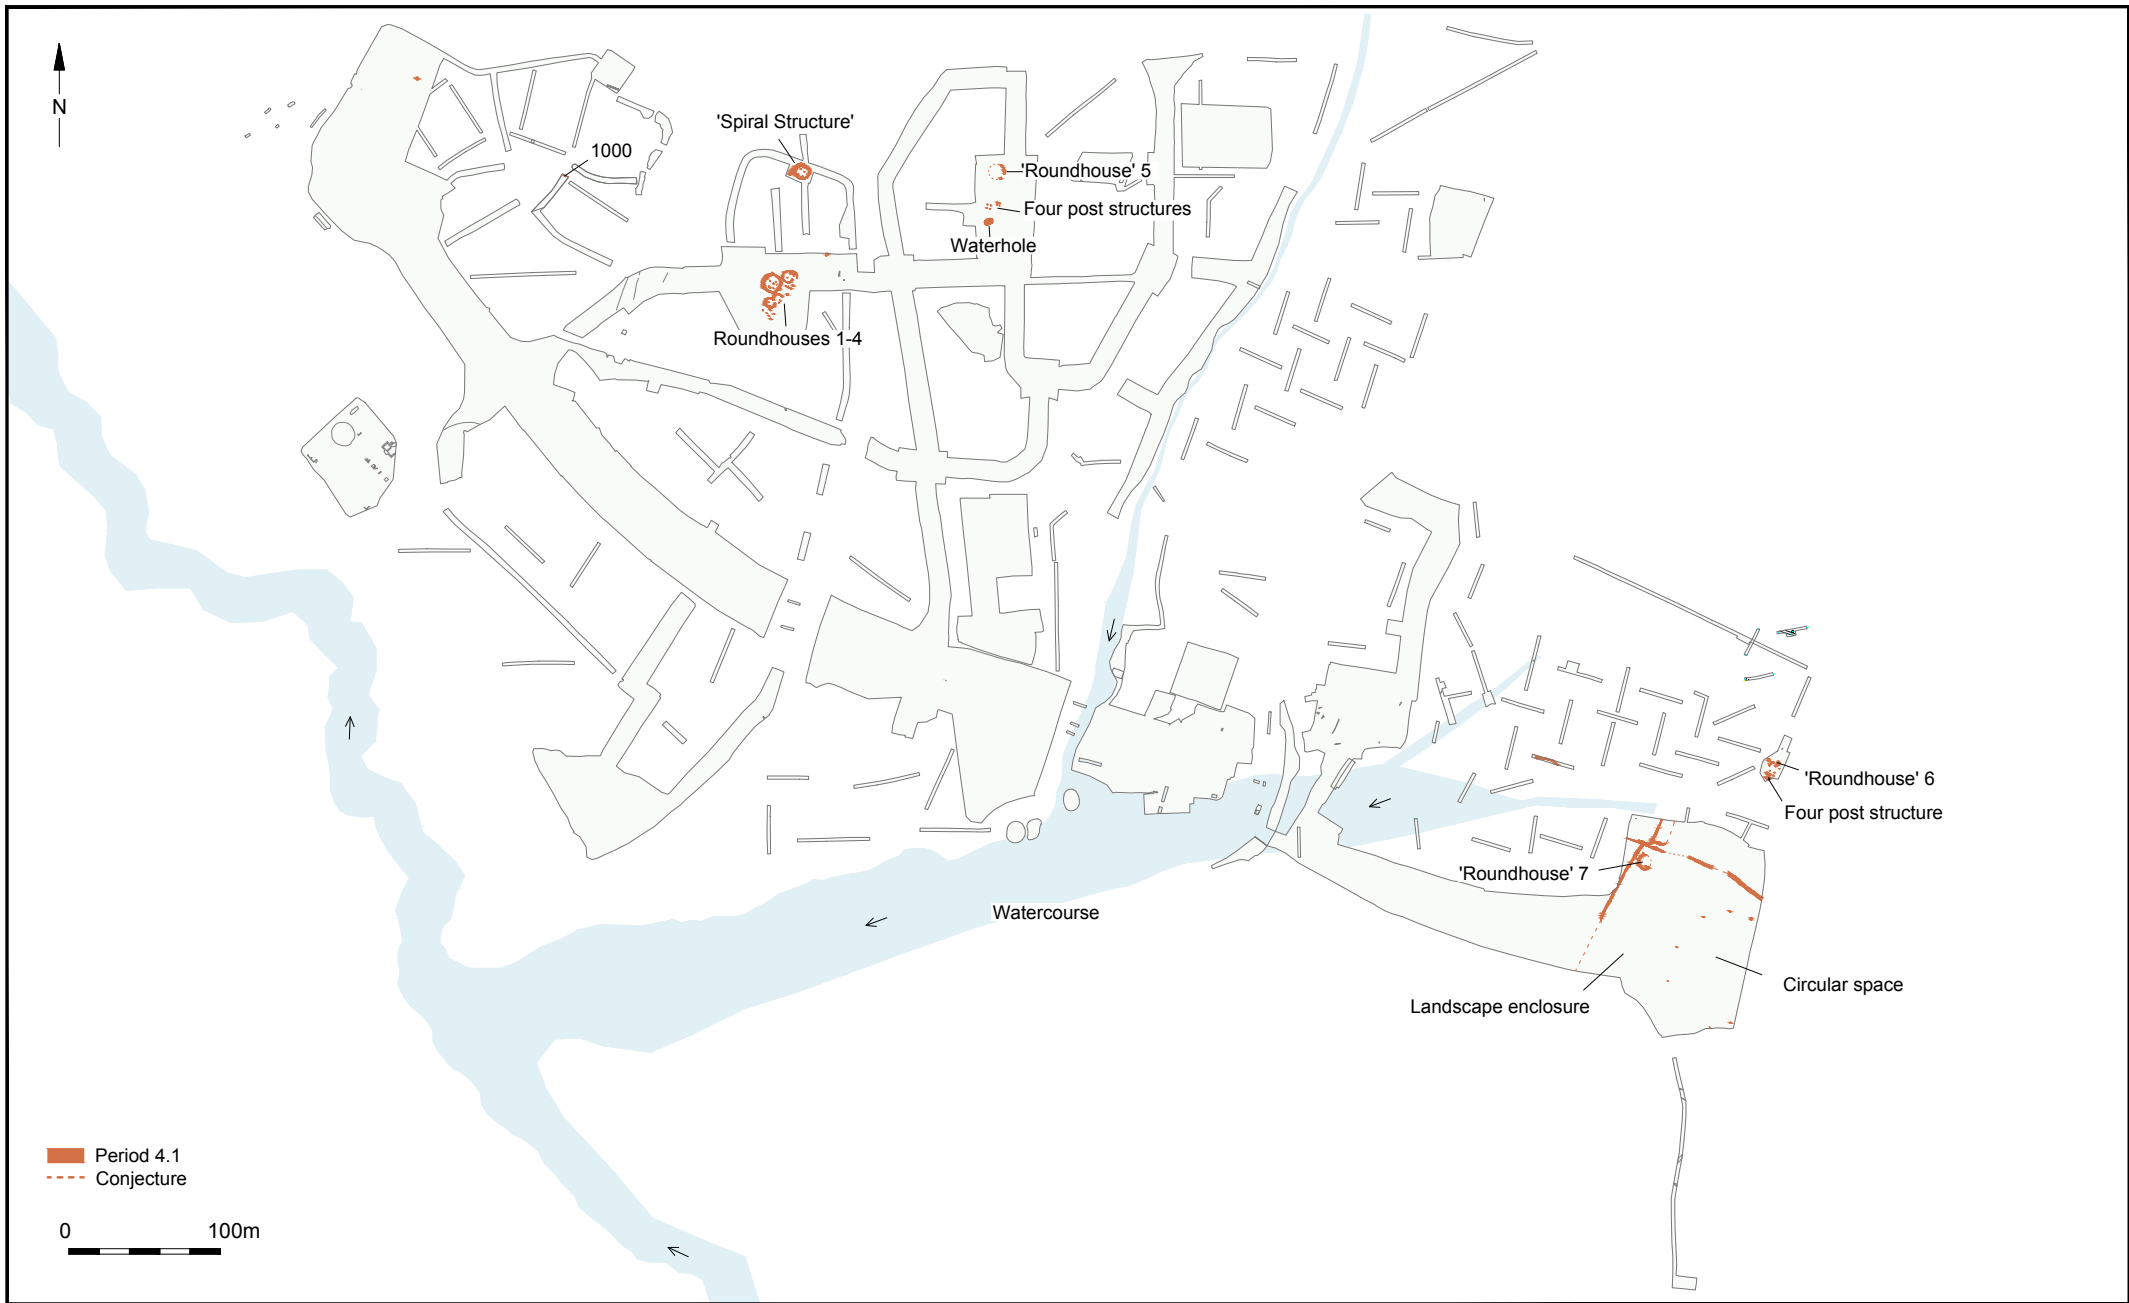 N
'Spiral Structure'
1000
'Roundhouse' 5
Four post structures
Waterhole
Roundhouses 1-4
'Roundhouse' 6
Four post structure
'Roundhouse' 7
Watercourse
Circular space
Landscape enclosure
Period 4.1
Conjecture
0 100m